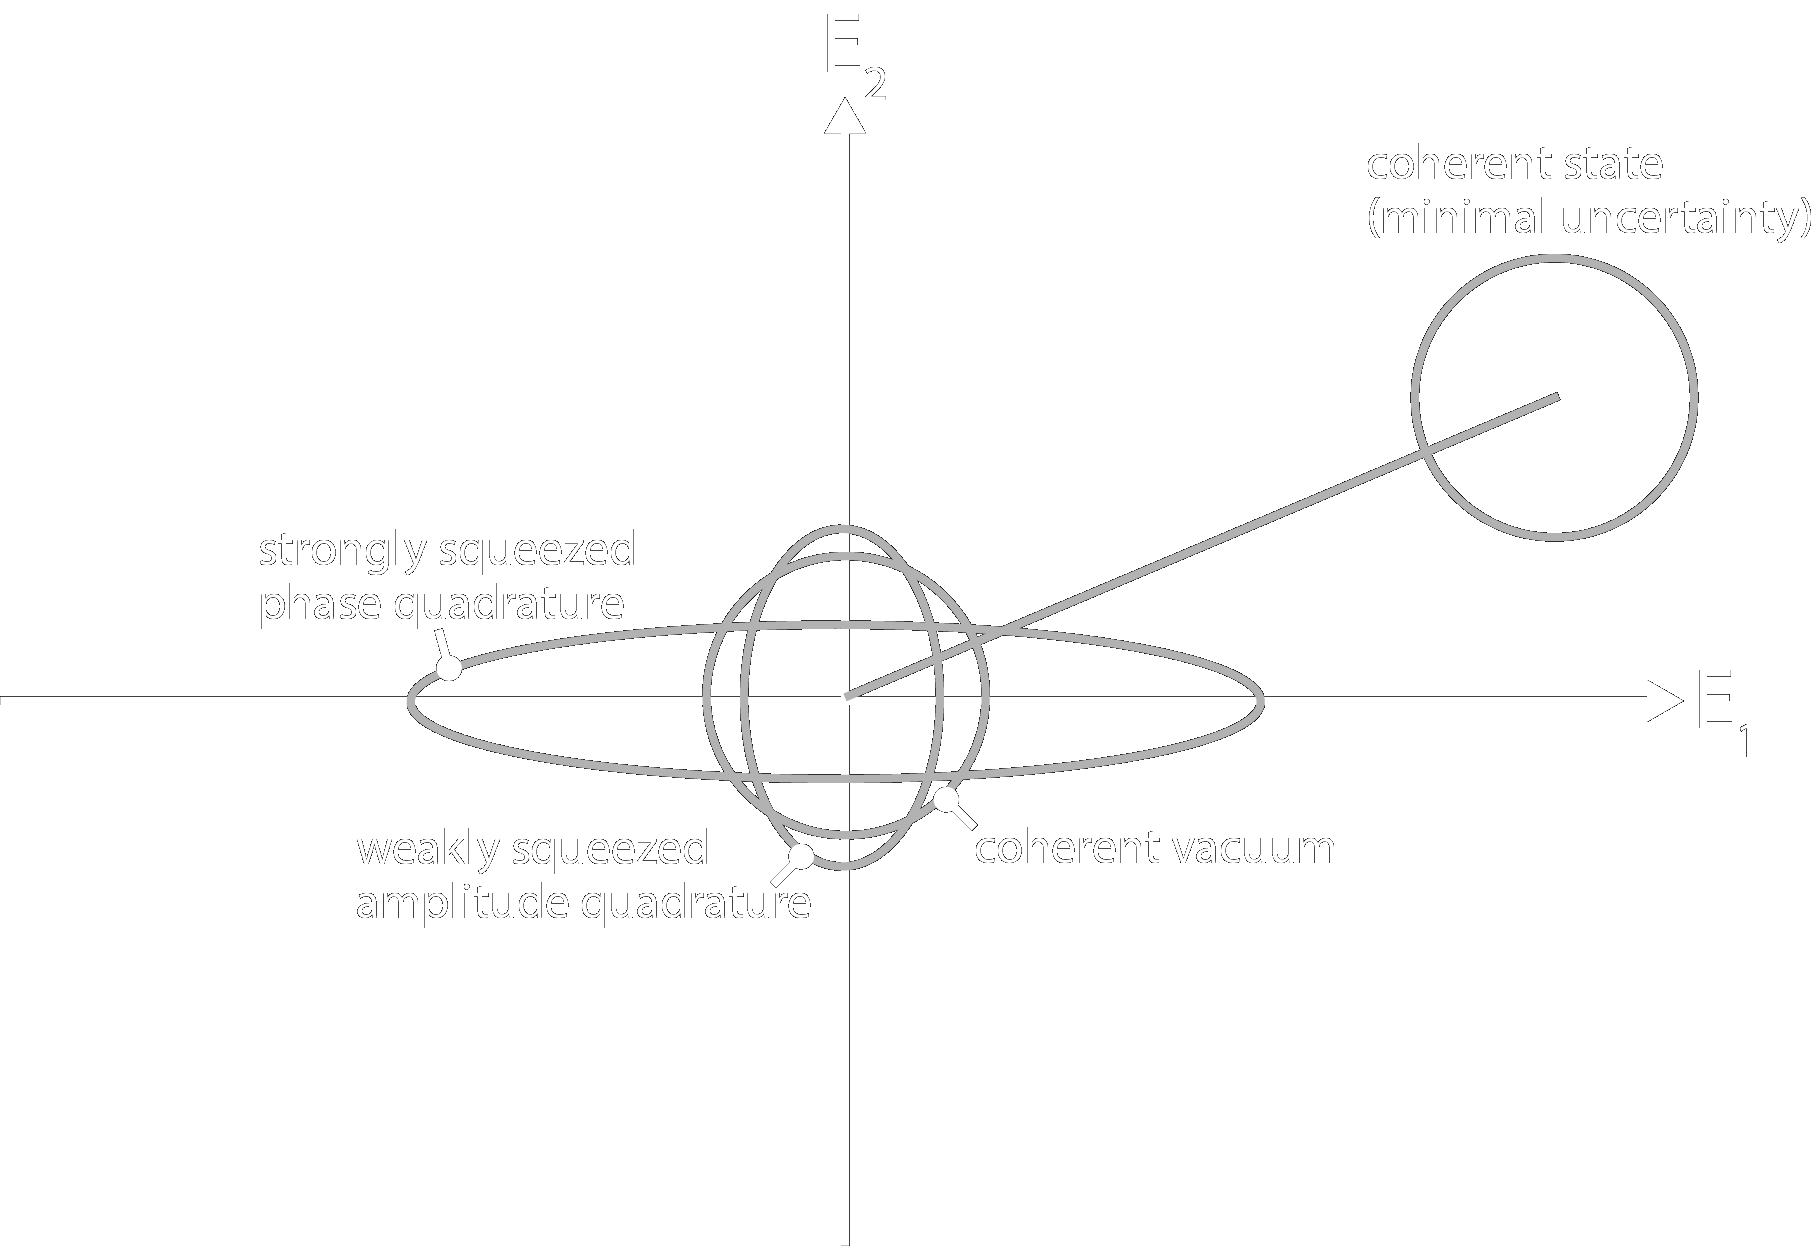 E2
coherent state
(minimal uncertainty)
strongly squeezed
phase quadrature
E1
weakly squeezed
amplitude quadrature
coherent vacuum